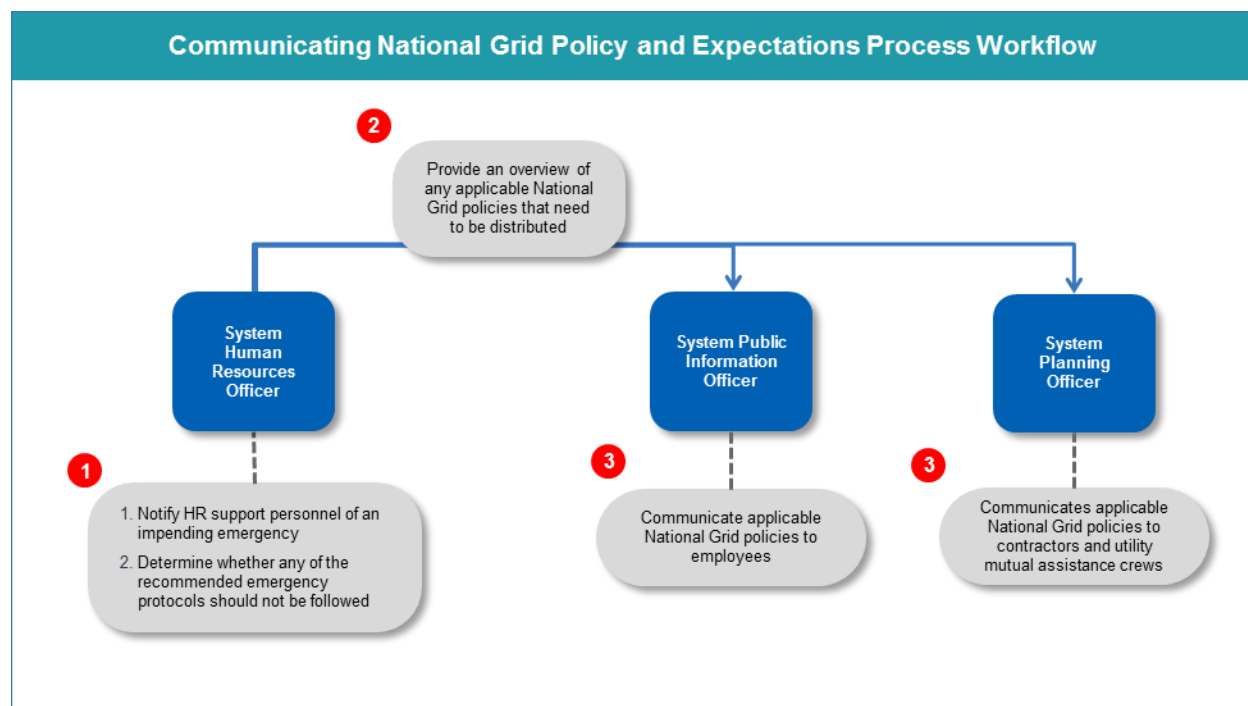 Communicating National Grid Policy and Expectations Process Workflow
2
Provide an overview of
any applicable National
Grid policies that need
to be distributed
System
Human
Resources
Officer
System Public
Information
Officer
System
Planning
Officer
1
1. Notify HR support personnel of an
impending emergency
2. Determine whether any of the
recommended emergency
protocols should not be followed
3
Communicate applicable
National Grid policies to
employees
3
Communicates applicable
National Grid policies to
contractors and utility
mutual assistance crews